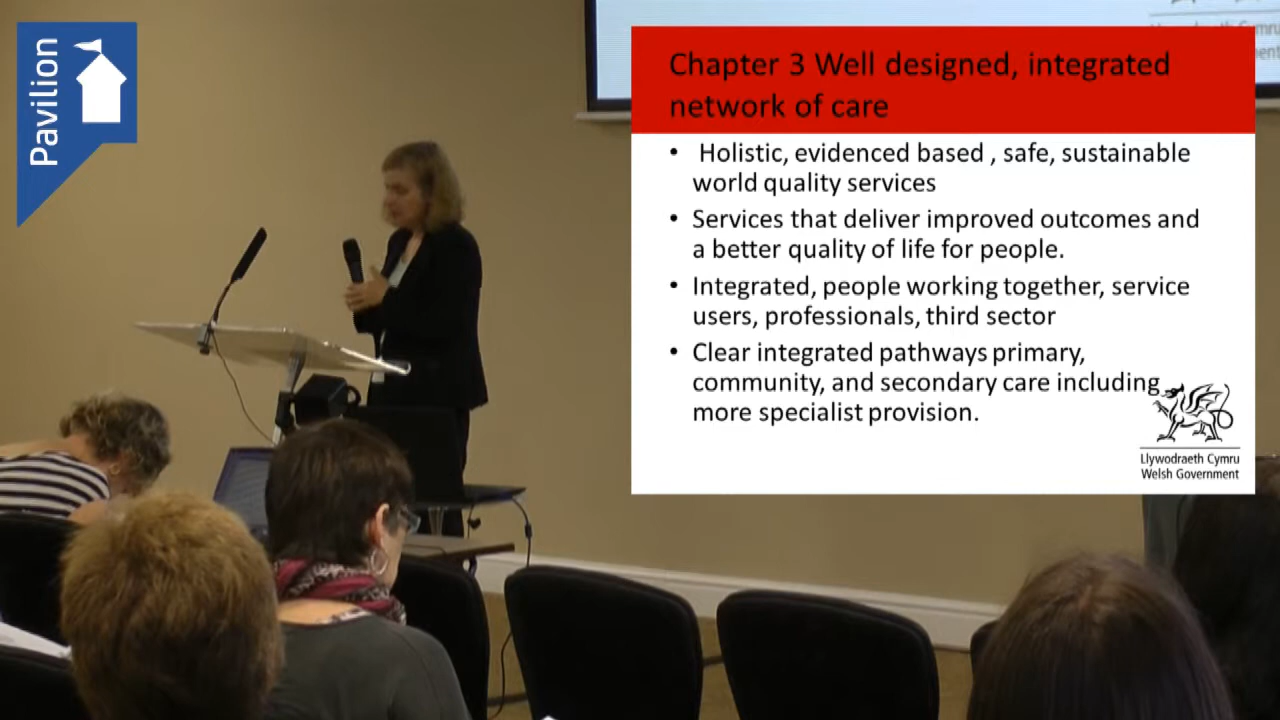 Pavilion
Chapter 3 Well designed, integrated
network of care
• Holistic, evidenced based , safe, sustainable
world quality services
• Services that deliver improved outcomes and
a better quality of life for people.
• Integrated, people working together, service
users, professionals, third sector
• Clear integrated pathways primary,
community, and secondary care including
more specialist provision.
Llywodraeth Cymru
Welsh Government